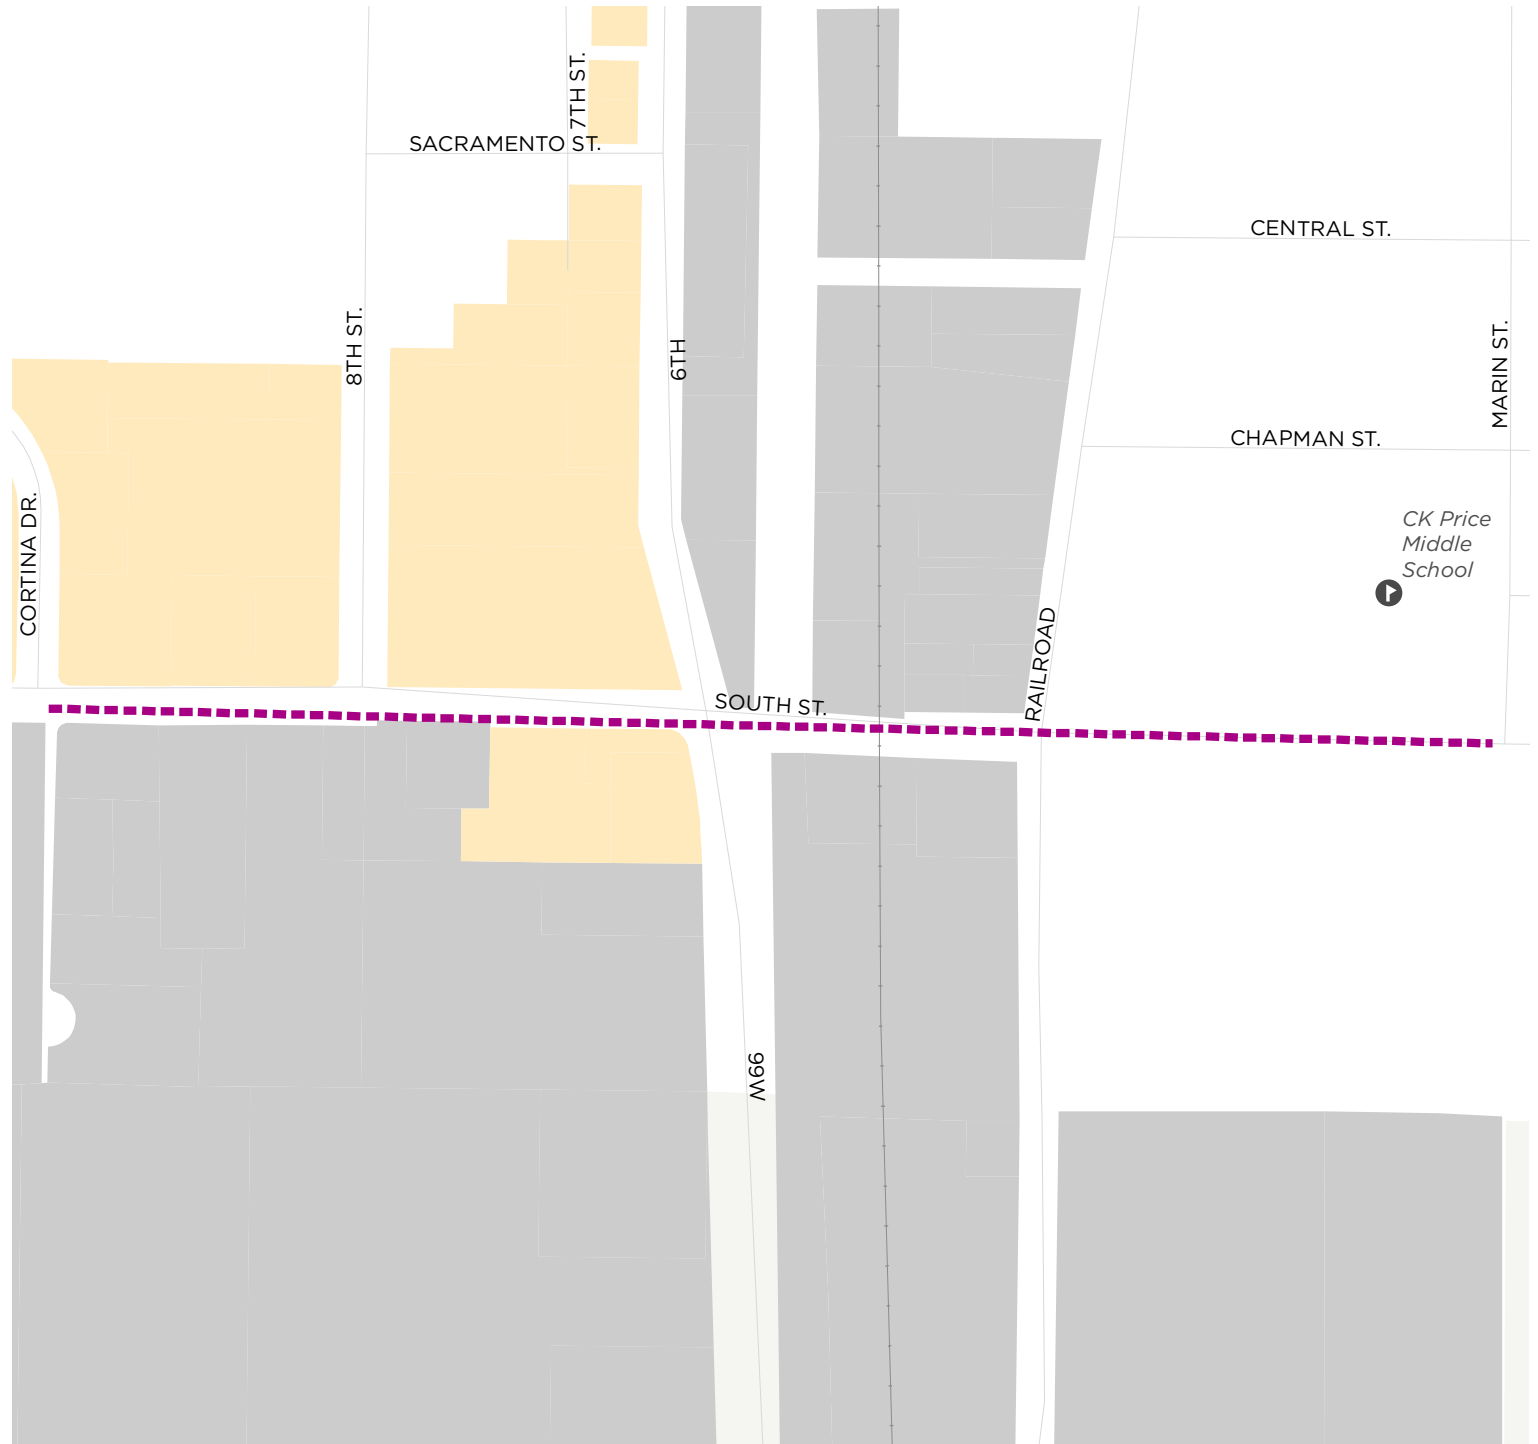 7TH ST.
SACRAMENTO ST.
CENTRAL ST.
8TH ST.
6TH
MARIN ST.
CHAPMAN ST.
CORTINA DR.
CK Price
Middle
School
RAILROAD
SOUTH ST.
99W